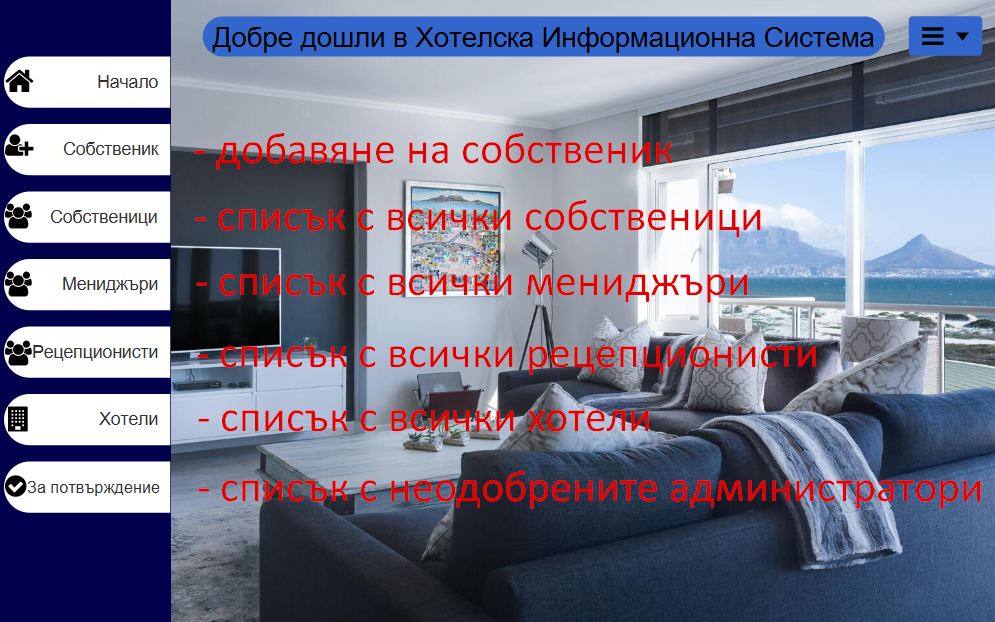 Добре дошли в Хотелска Информационна Система
Начало
Собственик - добавяне на собственик
Собственици - списък с всички собственици
Мениджъри - списък с всички мениджъри
Рецепционисти - списък с всички рецепционисти
Хотели - списък с всички хотели
За потвърждение - списък с неодобрените администратори